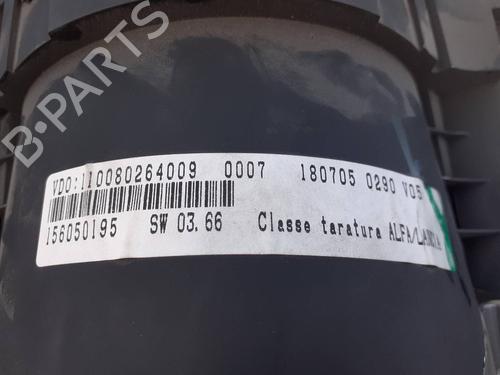 B-PARTS
VDO:110080264009 0007 180705 0290 V05
156050195 SW 03.66 Classe taratura ALFA/LANCIA